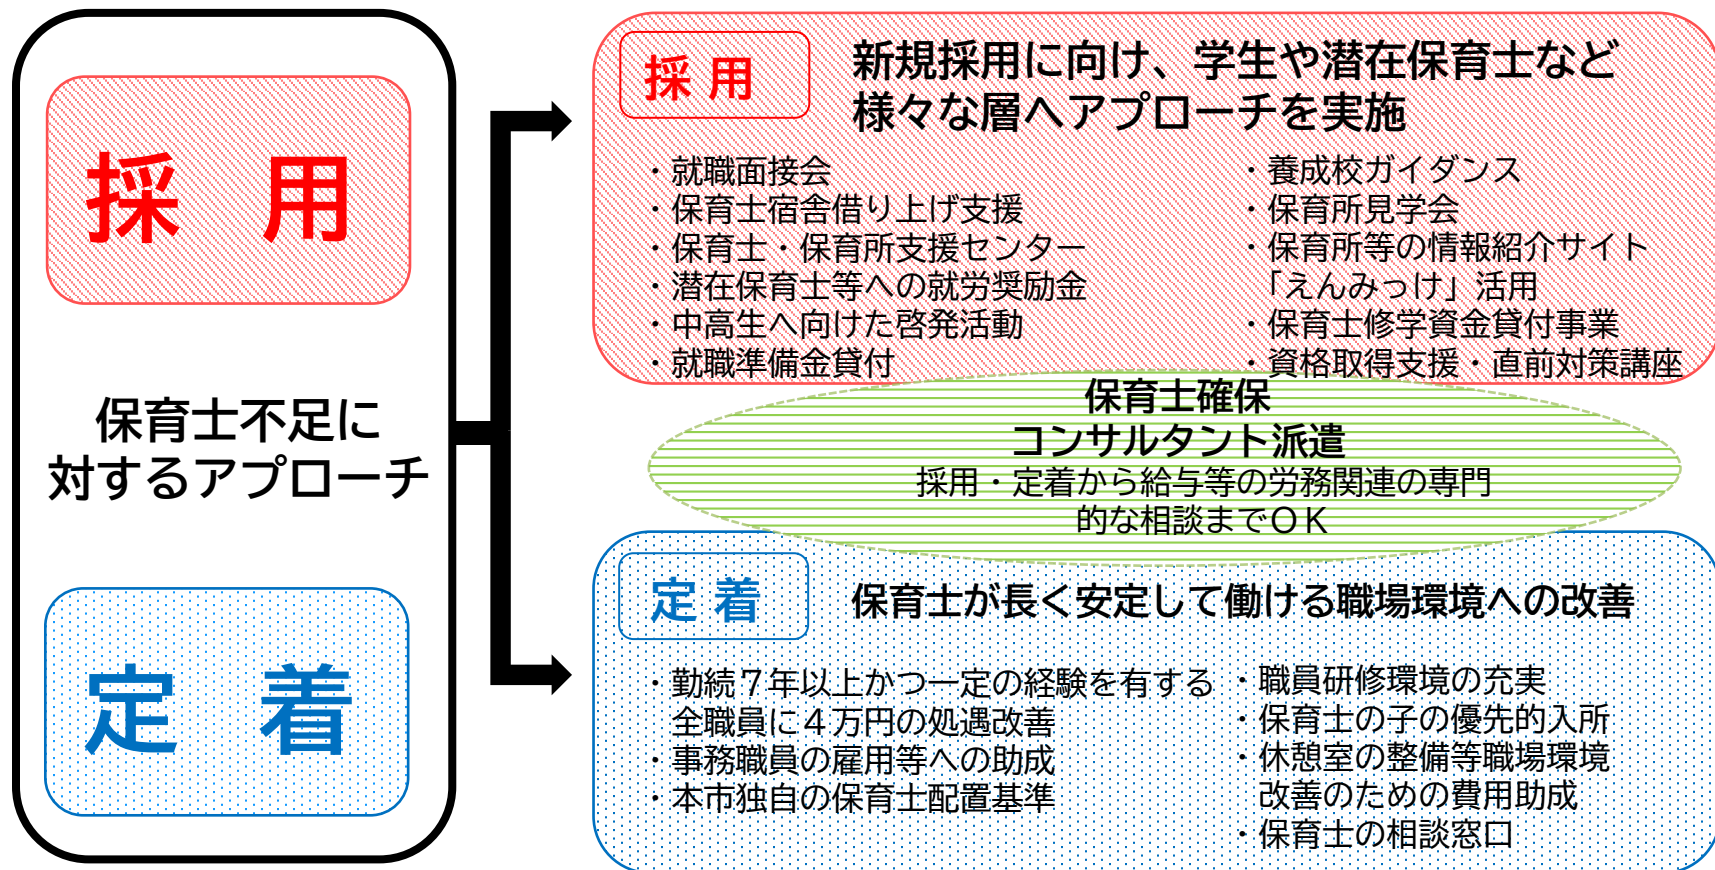 採 用
保育士不足に
対するアプローチ
定 着
採 用
新規採用に向け、学生や潜在保育士など
様々な層へアプローチを実施
・就職面接会
・保育士宿舎借り上げ支援
・保育士・保育所支援センター
・潜在保育士等への就労奨励金
・中高生へ向けた啓発活動
・就職準備金貸付
・養成校ガイダンス
・保育所見学会
・保育所等の情報紹介サイト
「えんみっけ」活用
・保育士修学資金貸付事業
・資格取得支援・直前対策講座
保育士確保
コンサルタント派遣
採用・定着から給与等の労務関連の専門
的な相談までＯＫ
定 着
保育士が長く安定して働ける職場環境への改善
・勤続７年以上かつ一定の経験を有する
全職員に４万円の処遇改善
・事務職員の雇用等への助成
・本市独自の保育士配置基準
・職員研修環境の充実
・保育士の子の優先的入所
・休憩室の整備等職場環境
改善のための費用助成
・保育士の相談窓口